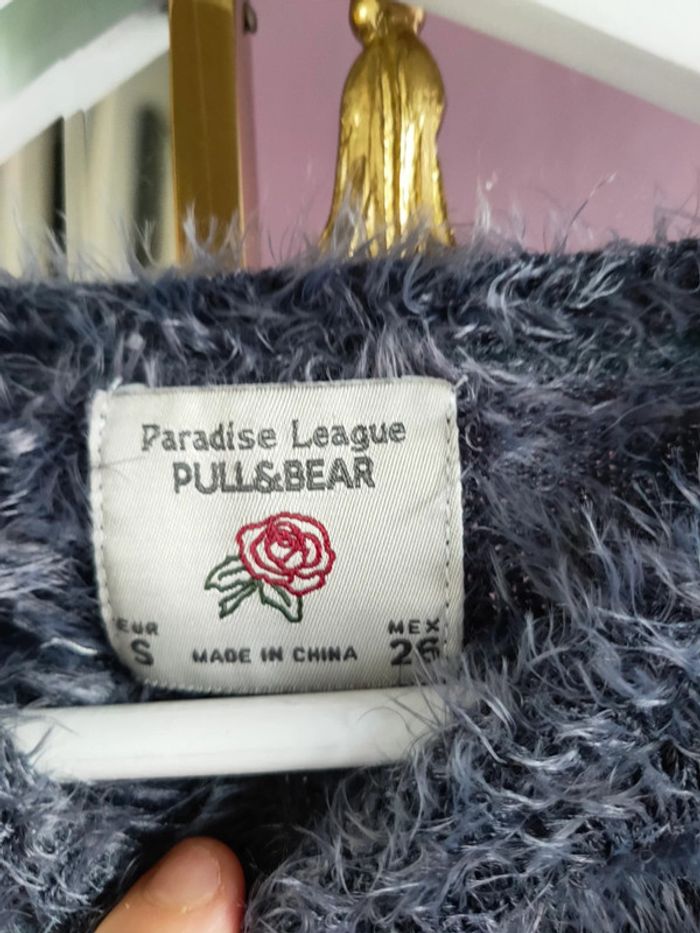 Paradise League
PULL&BEAR
EUR MEX
S MADE IN CHINA 26